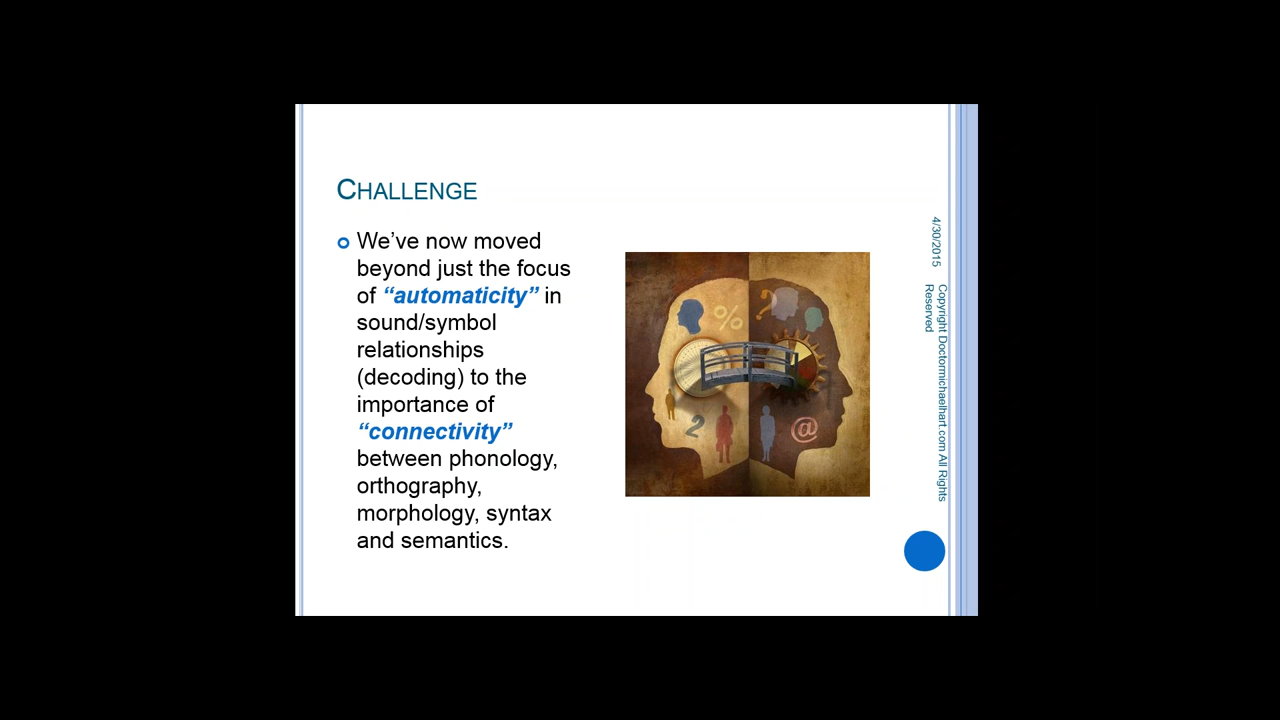 CHALLENGE
We’ve now moved
beyond just the focus
of “automaticity” in
sound/symbol
relationships
(decoding) to the
importance of
“connectivity”
between phonology,
orthography,
morphology, syntax
and semantics.
%
?
2
@
4/30/2015
Copyright Doctormichaelhart.com All Rights
Reserved